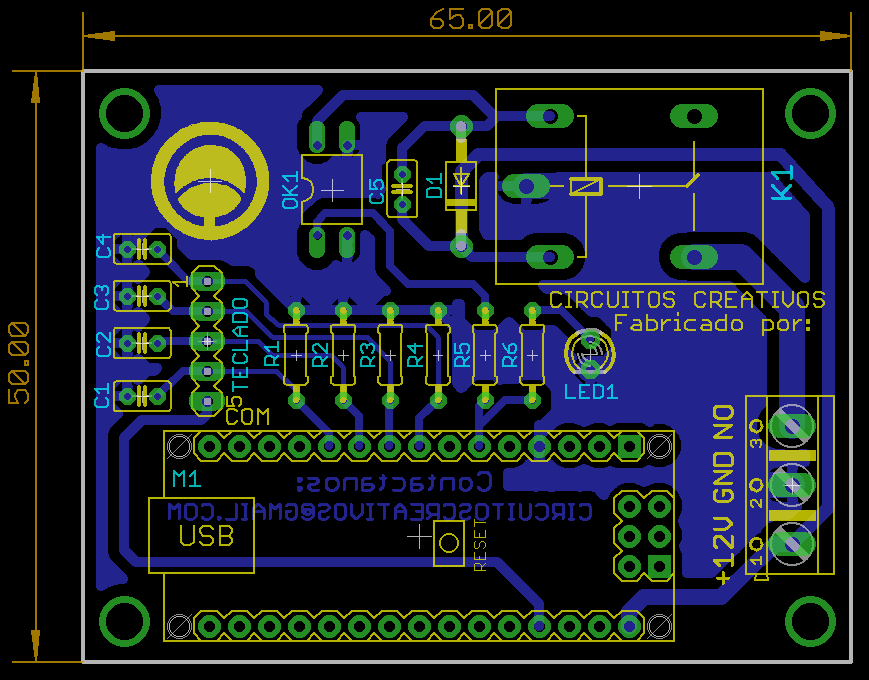 65.00
50.00
OK1
C5
D1
K1
C4
C3
C2
C1
1
TECLADO
5
COM
R1
R2
R3
R4
R5
R6
CIRCUITOS CREATIVOS
Fabricado por:
LED1
M1
Contactanos:
CIRCUITOSCREATIVOS@GMAIL.COM
USB
RESET
+12V GND NO
1
2
3